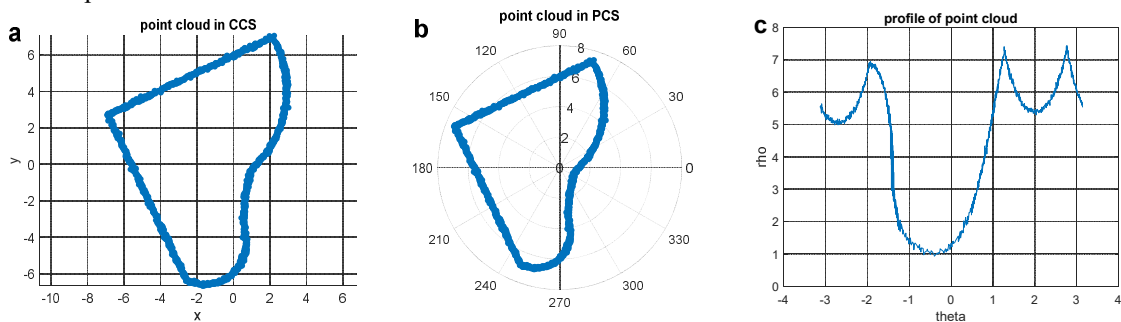 a
point cloud in CCS
6
4
2
0
-2
-4
-6
y
-10 -8 -6 -4 -2 0 2 4 6
x
b
point cloud in PCS
90
120 8 60
6
150 4 30
2
180 0 0
210 330
240 300
270
c
profile of point cloud
8
7
6
5
4
3
2
1
0
rho
-4 -3 -2 -1 0 1 2 3 4
theta